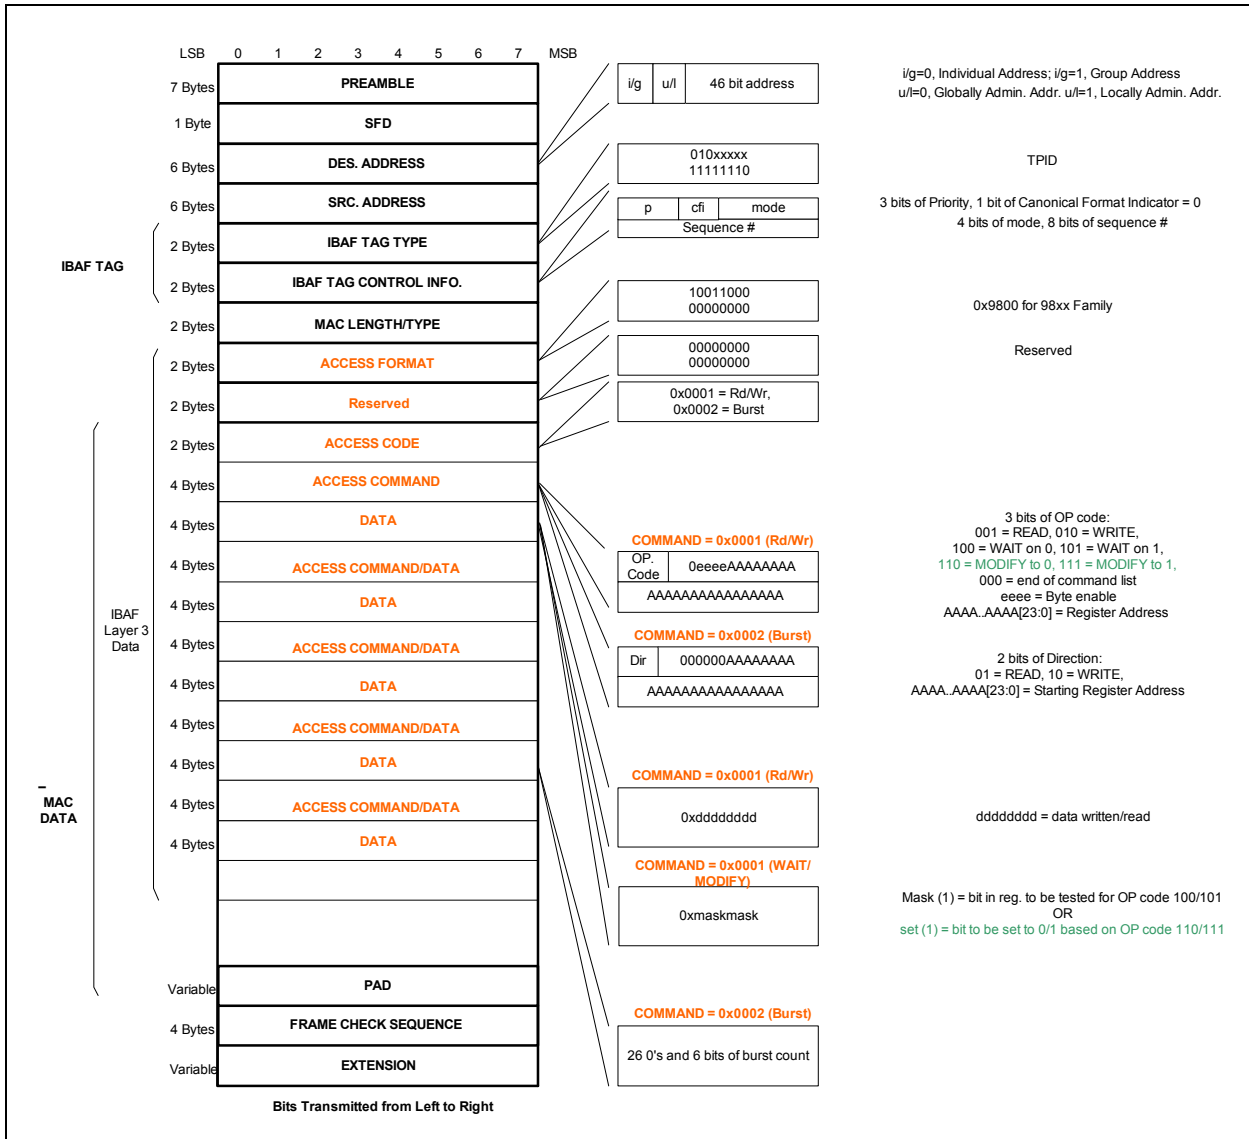 LSB 0 1 2 3 4 5 6 7 MSB
7 Bytes PREAMBLE
i/g u/l 46 bit address
i/g=0, Individual Address; i/g=1, Group Address
u/l=0, Globally Admin. Addr. u/l=1, Locally Admin. Addr.
1 Byte SFD
6 Bytes DES. ADDRESS
010xxxxx
11111110
TPID
6 Bytes SRC. ADDRESS
p cfi mode
Sequence #
3 bits of Priority, 1 bit of Canonical Format Indicator = 0
4 bits of mode, 8 bits of sequence #
IBAF TAG
2 Bytes IBAF TAG TYPE
2 Bytes IBAF TAG CONTROL INFO.
10011000
00000000
0x9800 for 98xx Family
2 Bytes MAC LENGTH/TYPE
00000000
00000000
Reserved
2 Bytes ACCESS FORMAT
2 Bytes Reserved
0x0001 = Rd/Wr,
0x0002 = Burst
2 Bytes ACCESS CODE
4 Bytes ACCESS COMMAND
4 Bytes DATA
COMMAND = 0x0001 (Rd/Wr)
OP.
Code
0eeeeAAAAAAAA
AAAAAAAAAAAAAAAA
3 bits of OP code:
001 = READ, 010 = WRITE,
100 = WAIT on 0, 101 = WAIT on 1,
110 = MODIFY to 0, 111 = MODIFY to 1,
000 = end of command list
eeee = Byte enable
AAAA..AAAA[23:0] = Register Address
4 Bytes ACCESS COMMAND/DATA
4 Bytes DATA
IBAF
Layer 3
Data
4 Bytes ACCESS COMMAND/DATA
COMMAND = 0x0002 (Burst)
Dir 000000AAAAAAAA
AAAAAAAAAAAAAAAA
2 bits of Direction:
01 = READ, 10 = WRITE,
AAAA..AAAA[23:0] = Starting Register Address
4 Bytes DATA
4 Bytes ACCESS COMMAND/DATA
4 Bytes DATA
COMMAND = 0x0001 (Rd/Wr)
0xdddddddd
dddddddd = data written/read
MAC
DATA
4 Bytes ACCESS COMMAND/DATA
4 Bytes DATA
COMMAND = 0x0001 (WAIT/
MODIFY)
0xmaskmask
Mask (1) = bit in reg. to be tested for OP code 100/101
OR
set (1) = bit to be set to 0/1 based on OP code 110/111
Variable PAD
4 Bytes FRAME CHECK SEQUENCE
COMMAND = 0x0002 (Burst)
26 0's and 6 bits of burst count
Variable EXTENSION
Bits Transmitted from Left to Right